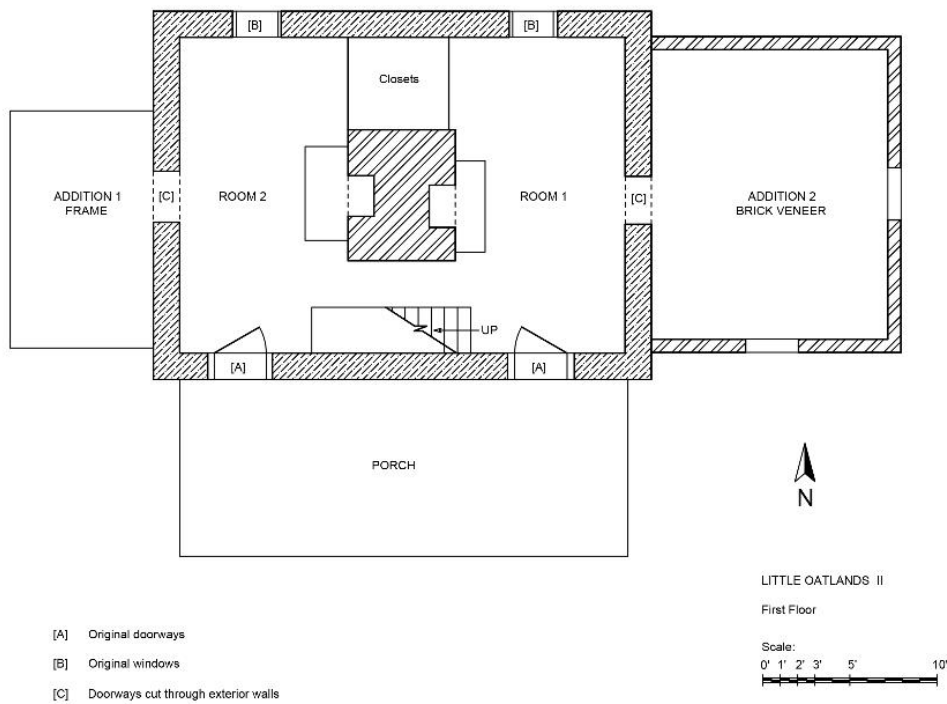 [B]
[B]
Closets
ADDITION 1
FRAME
[C]
ROOM 2
ROOM 1
[C]
ADDITION 2
BRICK VENEER
UP
[A]
[A]
PORCH
N
LITTLE OATLANDS II
First Floor
Scale:
0' 1' 2' 3' 5' 10'
[A] Original doorways
[B] Original windows
[C] Doorways cut through exterior walls